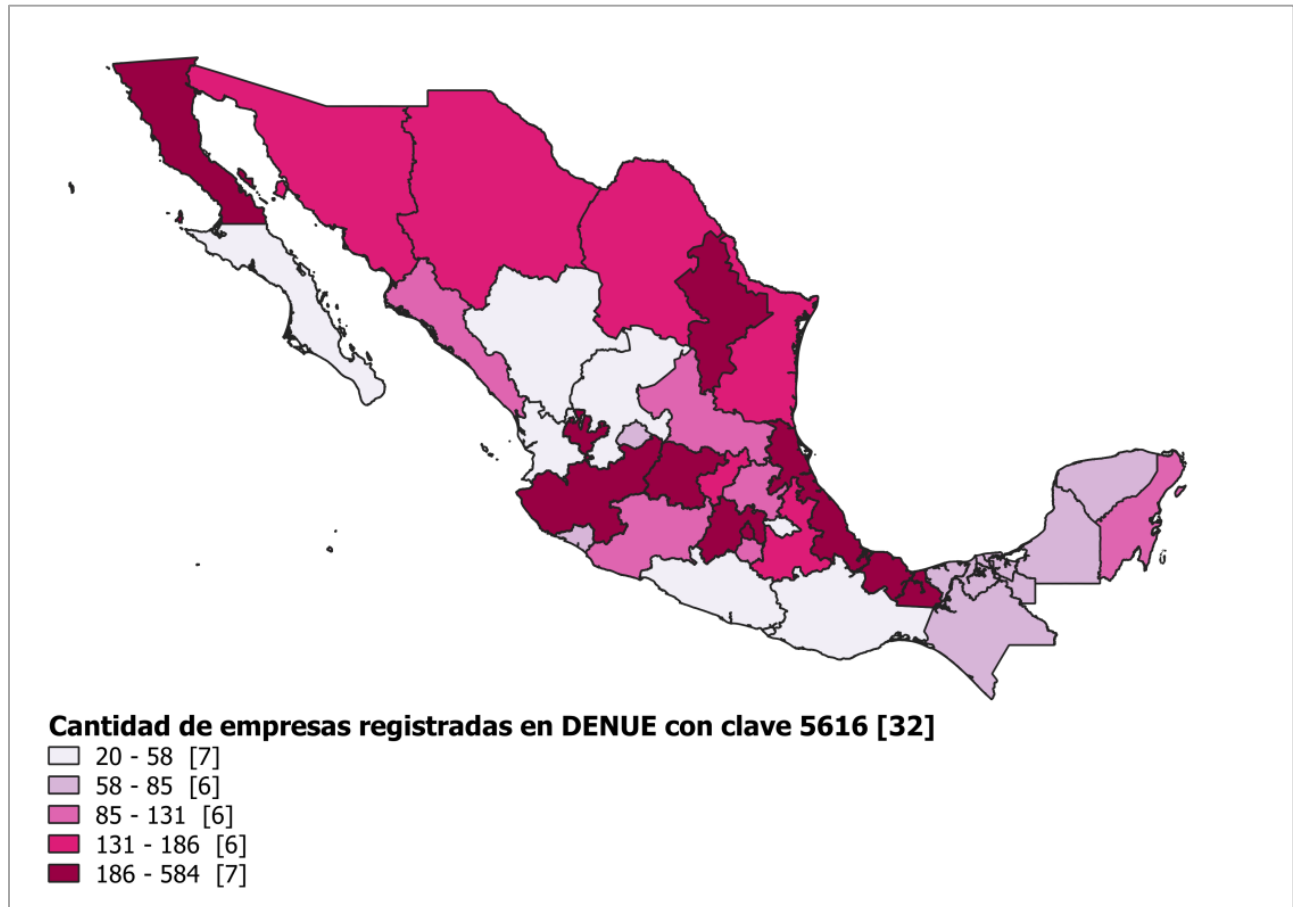 Cantidad de empresas registradas en DENUE con clave 5616 [32]
20 - 58 [7]
58 - 85 [6]
85 - 131 [6]
131 - 186 [6]
186 - 584 [7]